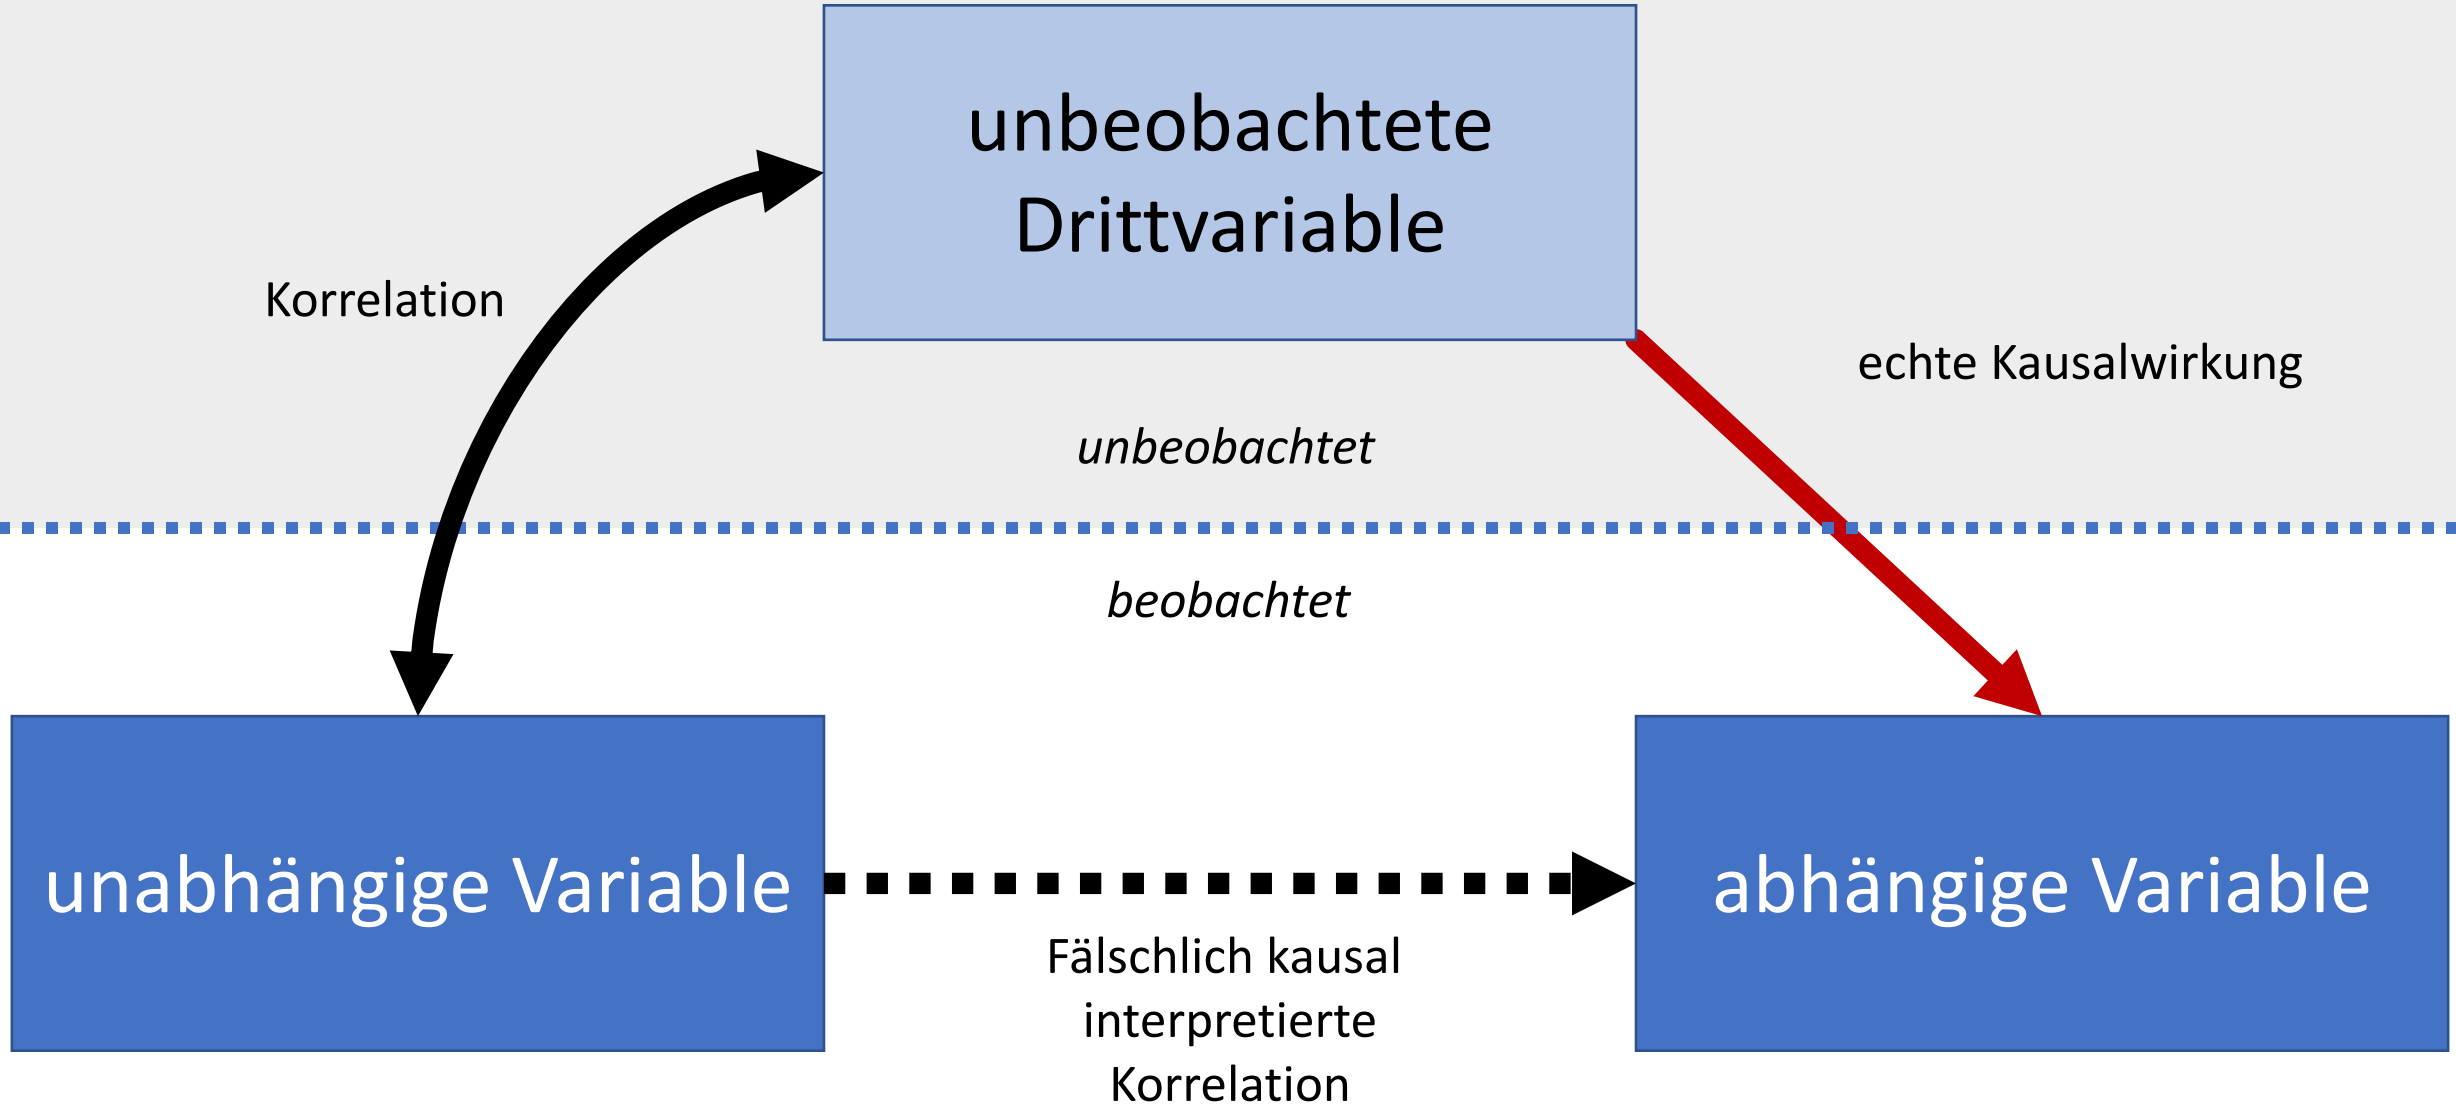 unbeobachtete
Drittvariable
Korrelation
echte Kausalwirkung
unbeobachtet
beobachtet
unabhängige Variable
abhängige Variable
Fälschlich kausal
interpretierte
Korrelation